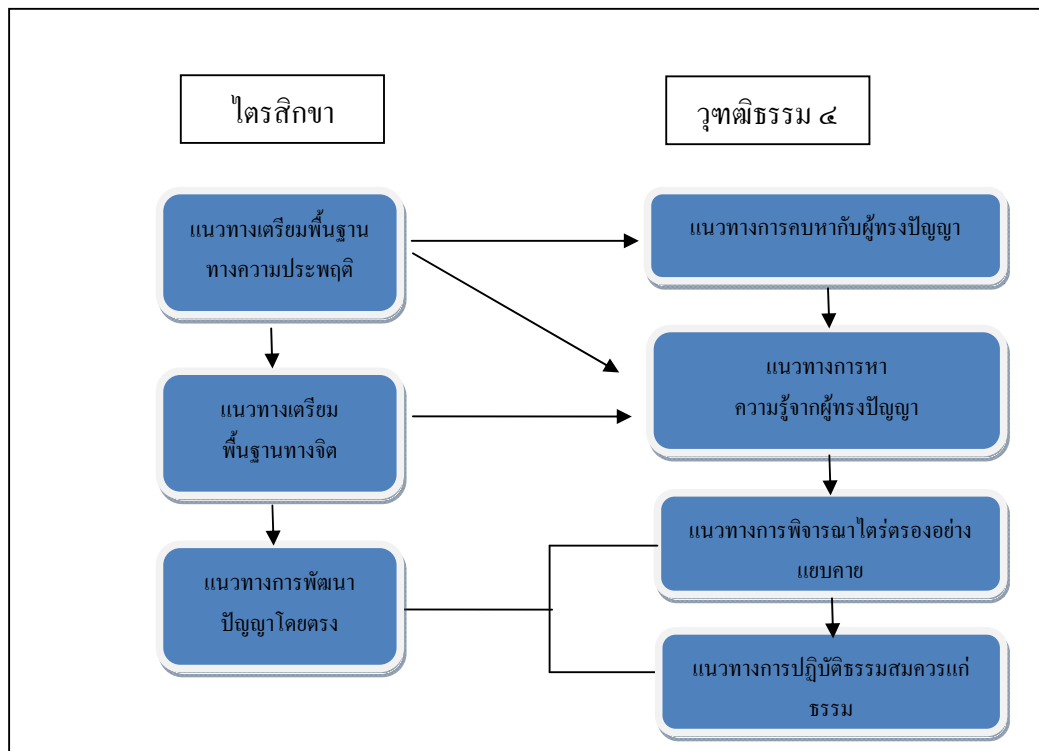 ไตรสิกขา
วุฑฒิธรรม ๔
แนวทางเตรียมพื้นฐาน
ทางความประพฤติ
แนวทางการคบหากับผู้ทรงปัญญา
แนวทางเตรียม
พื้นฐานทางจิต
แนวทางการหา
ความรู้จากผู้ทรงปัญญา
แนวทางการพัฒนา
ปัญญาโดยตรง
แนวทางการพิจารณาไตร่ตรองอย่าง
แยบคาย
แนวทางการปฏิบัติธรรมสมควรแก่
ธรรม